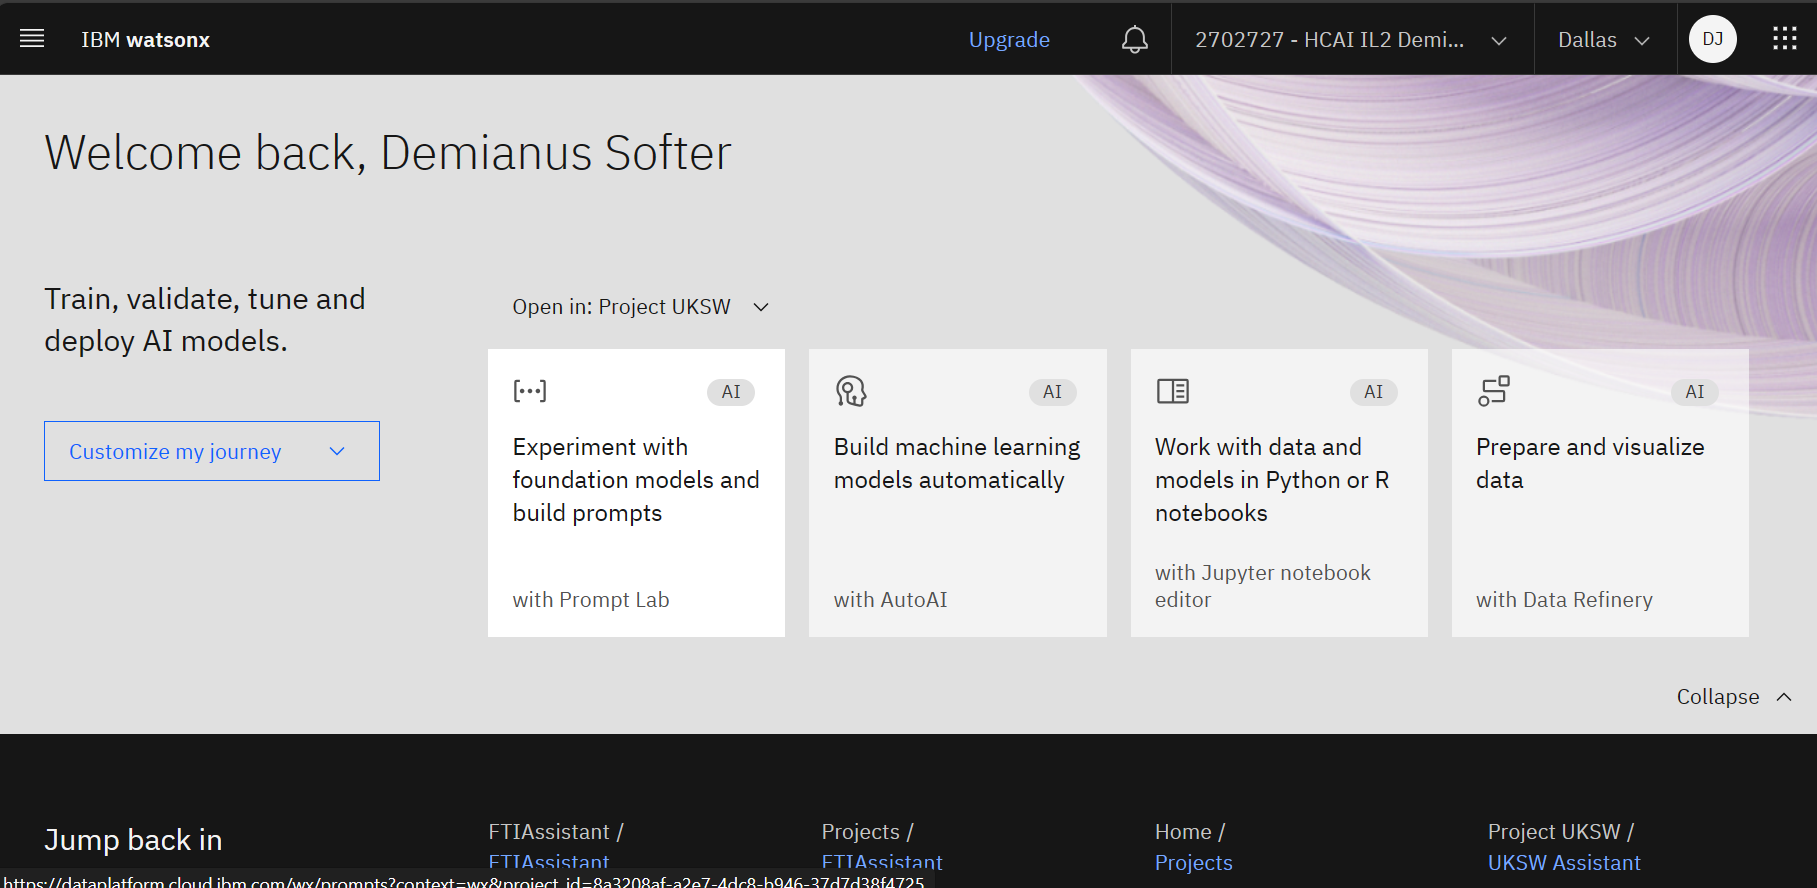 IBM watsonx
Upgrade
2702727 - HCAI IL2 Demi...
Dallas
DJ
Welcome back, Demianus Softer
Train, validate, tune and
deploy AI models.
Customize my journey
Open in: Project UKSW
AI
Experiment with
foundation models and
build prompts
with Prompt Lab
AI
Build machine learning
models automatically
with AutoAI
AI
Work with data and
models in Python or R
notebooks
with Jupyter notebook
editor
AI
Prepare and visualize
data
with Data Refinery
Collapse
Jump back in
FTIAssistant /
FTIAssistant
Projects /
FTIAssistant
Home /
Projects
Project UKSW /
UKSW Assistant
https://dataplatform.cloud.ibm.com/wx/prompts?context=wx&project_id=8a3208af-a2e7-4dc8-b946-37d7d38f4725